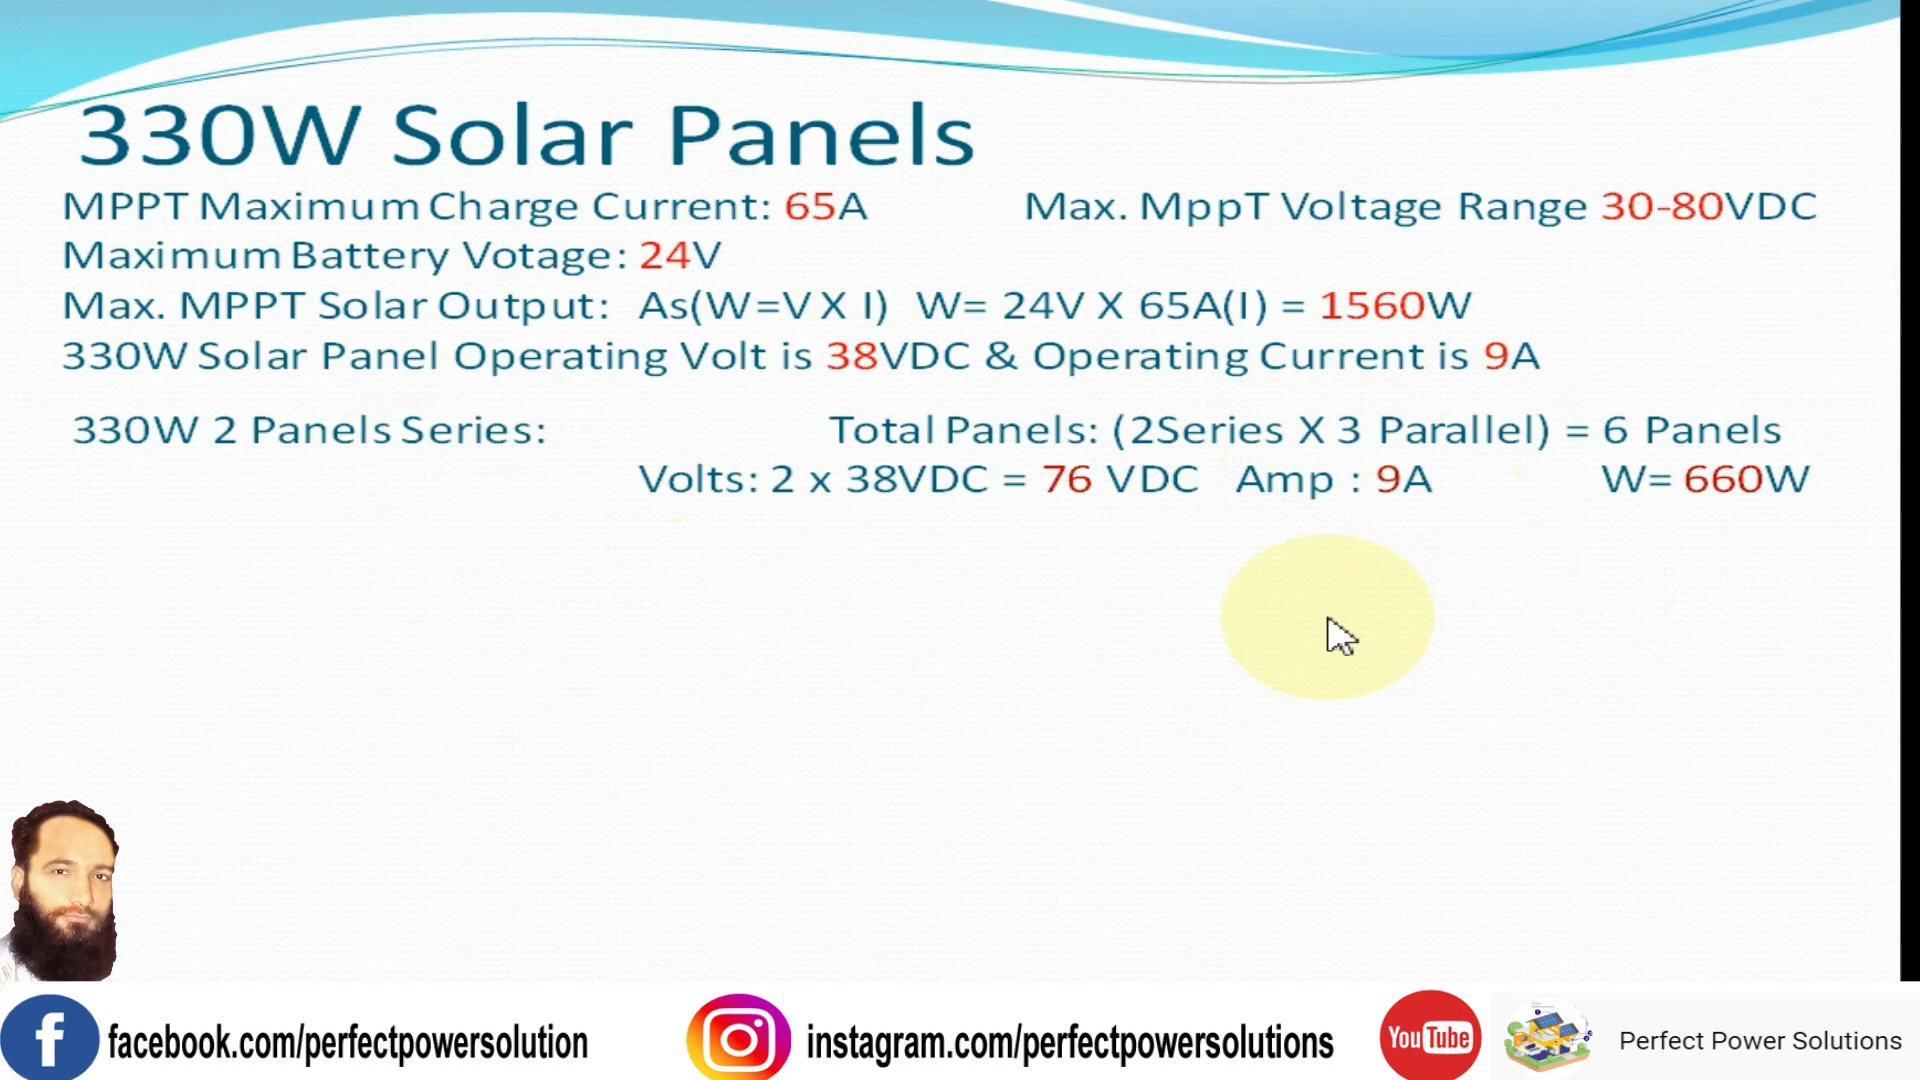 330W Solar Panels
MPPT Maximum Charge Current: 65A Max. MppT Voltage Range 30-80VDC
Maximum Battery Votage: 24V
Max. MPPT Solar Output: As(W=V X I) W= 24V X 65A(I) = 1560W
330W Solar Panel Operating Volt is 38VDC & Operating Current is 9A
330W 2 Panels Series: Total Panels: (2Series X 3 Parallel) = 6 Panels
Volts: 2 x 38VDC = 76 VDC Amp : 9A W= 660W
f facebook.com/perfectpowersolution instagram.com/perfectpowersolutions YouTube Perfect Power Solutions